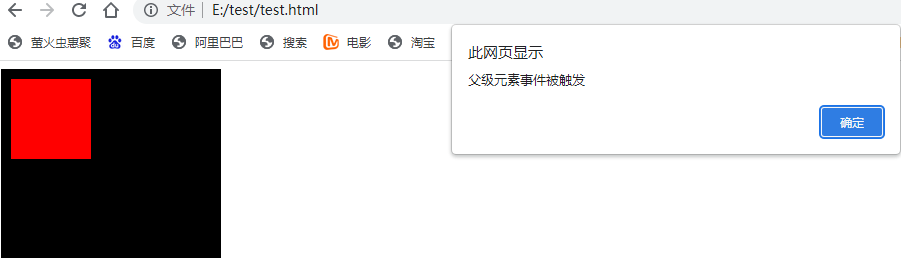 文件 E:/test/test.html
萤火虫惠聚 百度 阿里巴巴 搜索 电影 淘宝
此网页显示
父级元素事件被触发
确定